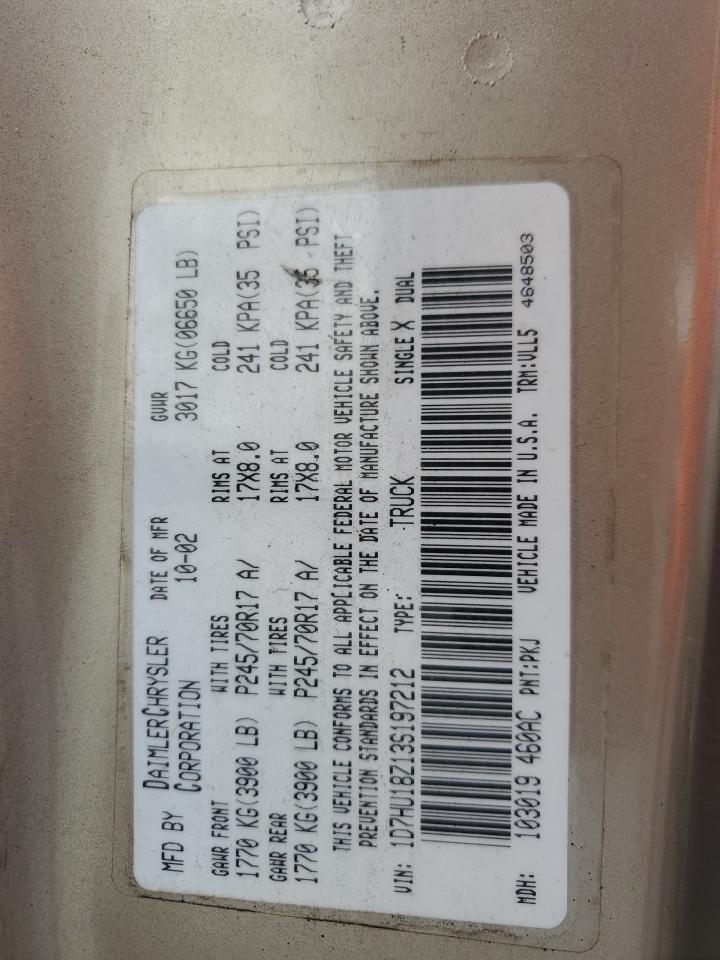 MFD BY DAIMLERCHRYSLER CORPORATION DATE OF MFR 10-02 GVWR 3017 KG(06650 LB)
GAWR FRONT WITH TIRES RIMS AT COLD
1770 KG(3900 LB) P245/70R17 A/ 17X8.0 241 KPA(35 PSI)
GAWR REAR WITH TIRES RIMS AT COLD
1770 KG(3900 LB) P245/70R17 A/ 17X8.0 241 KPA(35 PSI)
THIS VEHICLE CONFORMS TO ALL APPLICABLE FEDERAL MOTOR VEHICLE SAFETY AND THEFT
PREVENTION STANDARDS IN EFFECT ON THE DATE OF MANUFACTURE SHOWN ABOVE.
VIN: 1D7HU18Z13S197212 TYPE: TRUCK SINGLE X DUAL
MDH: 103019 460AC PNT:PKJ VEHICLE MADE IN U.S.A. TRM:VLL5 4648503